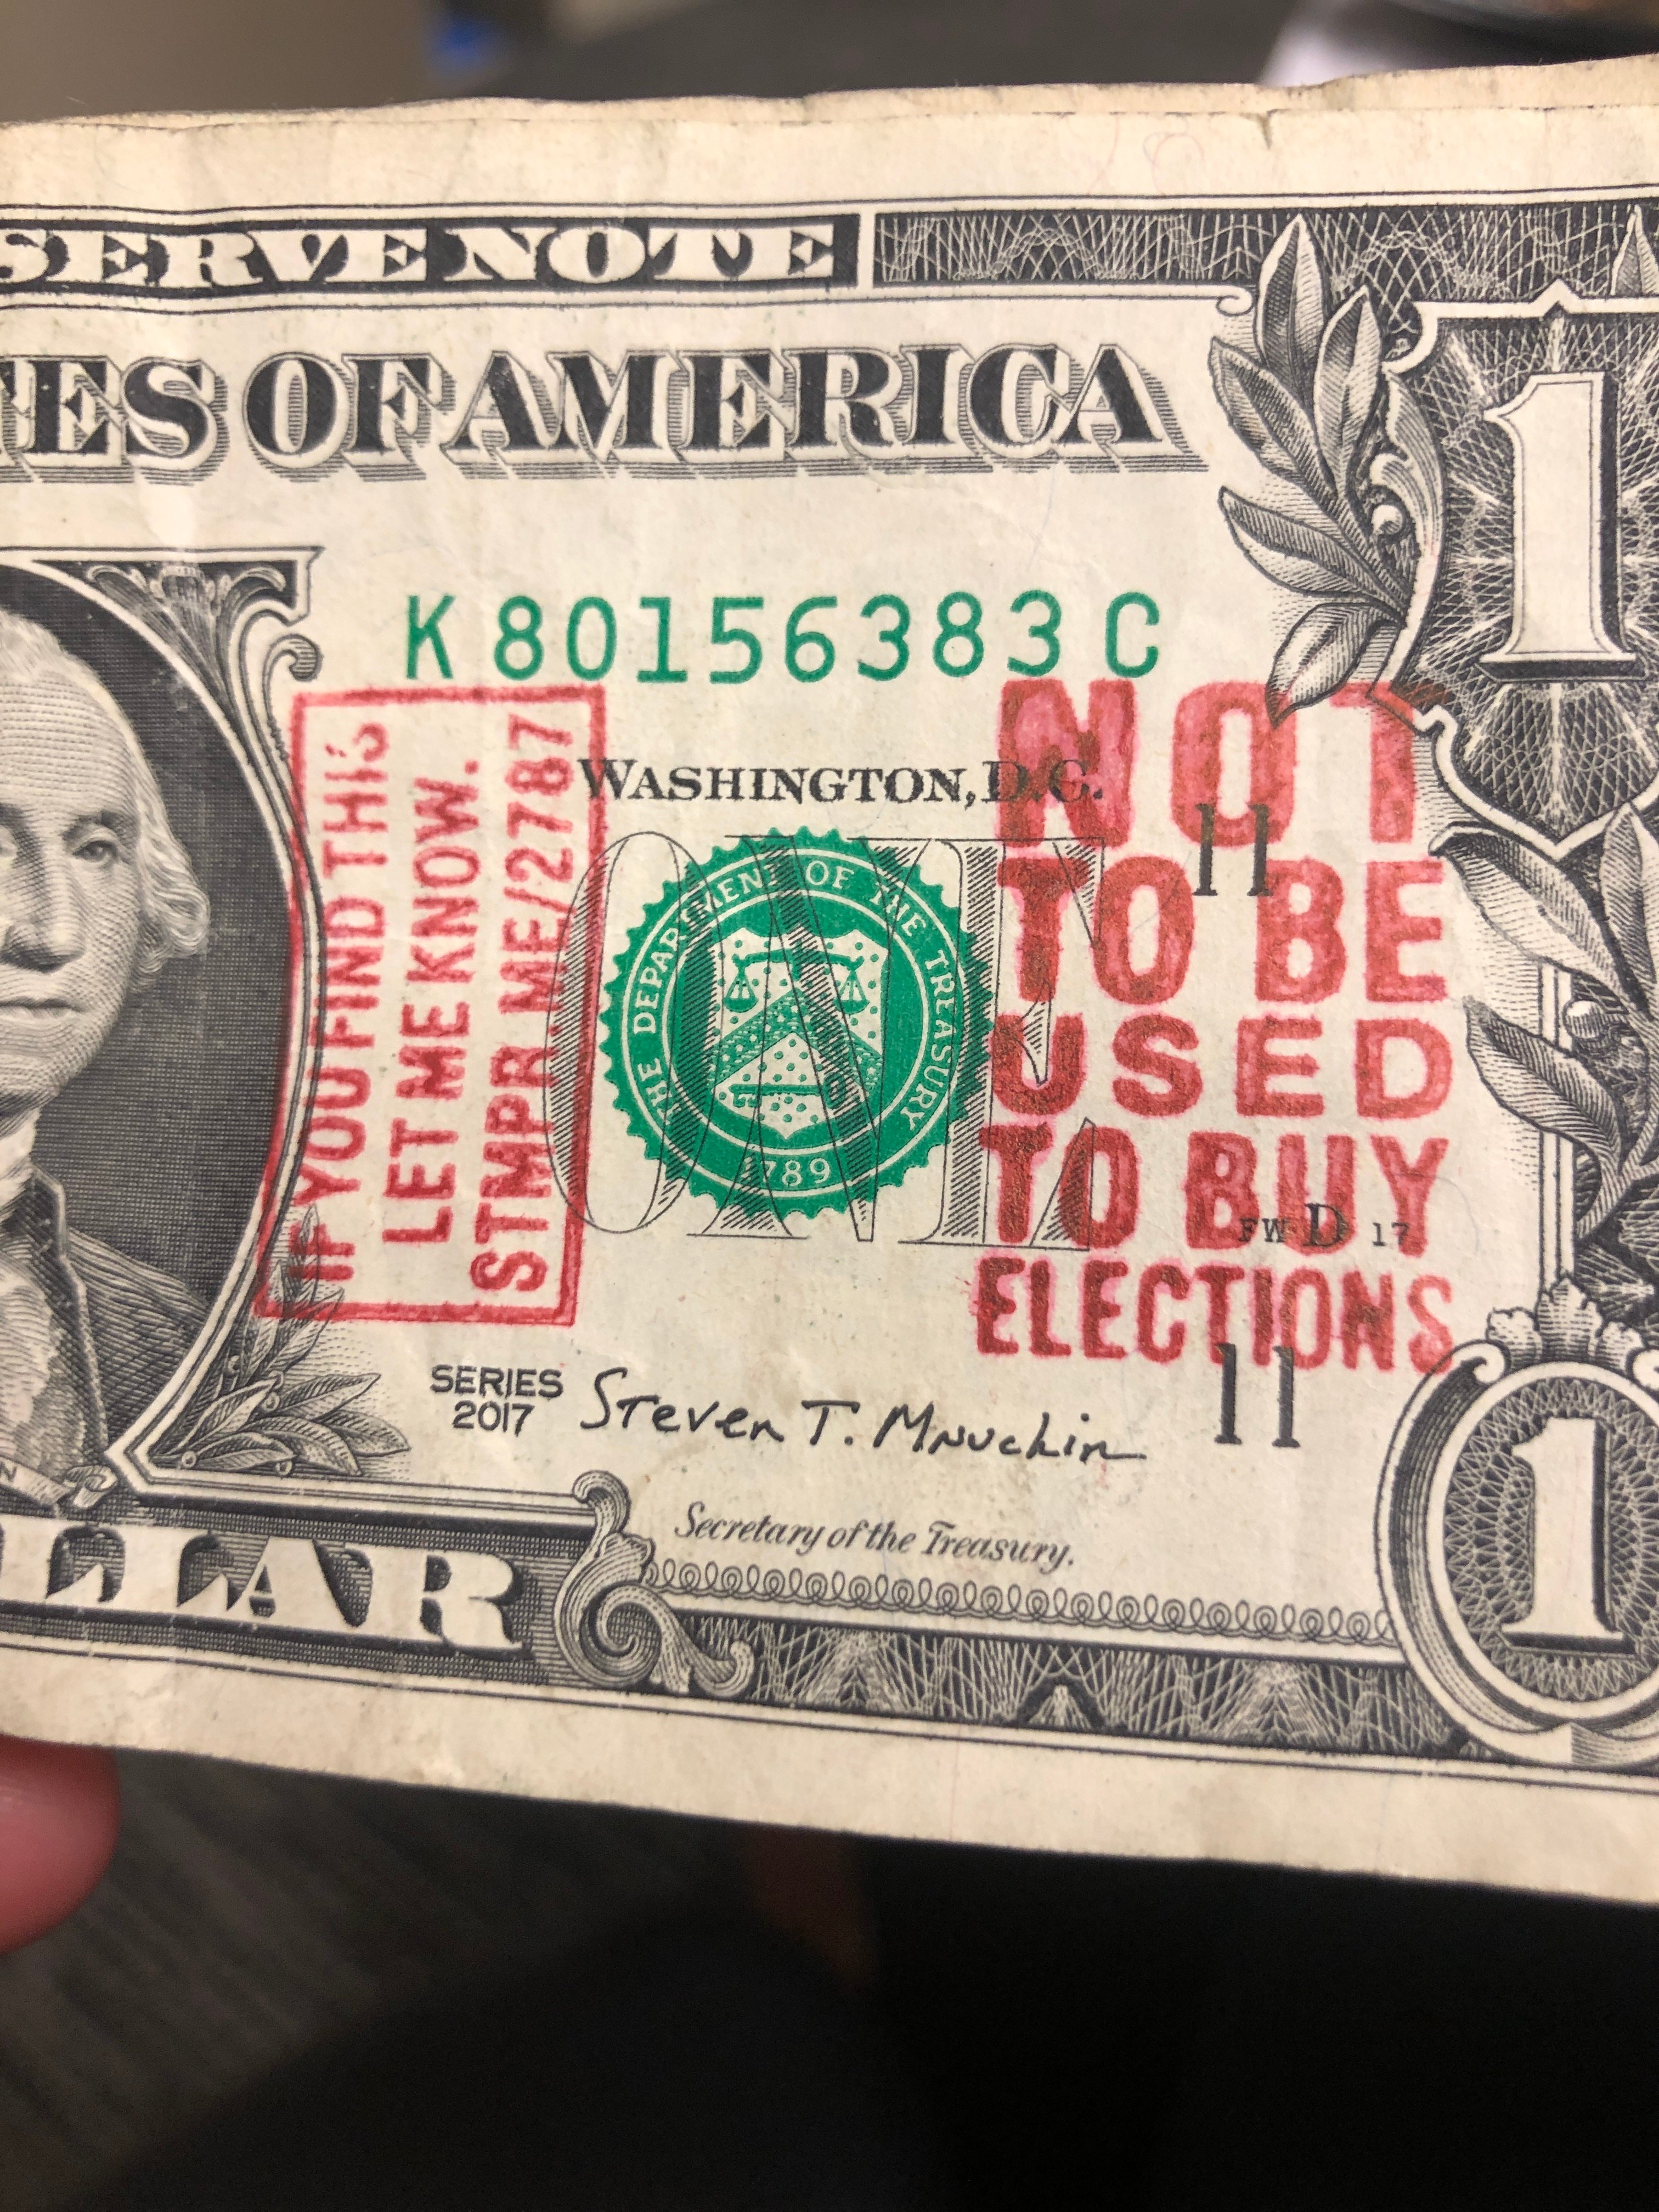 SERVE NOTE
TES OF AMERICA
1
K 80156383 C
IF YOU FIND THIS
LET ME KNOW.
STMPR.ME/2787
WASHINGTON, D.C.
ONE
THE DEPARTMENT OF THE TREASURY
1789
NOT
TO BE
USED
TO BUY
ELECTIONS
11
FW D 17
11
SERIES
2017
Steven T. Mnuchin
Secretary of the Treasury.
LLAR
1